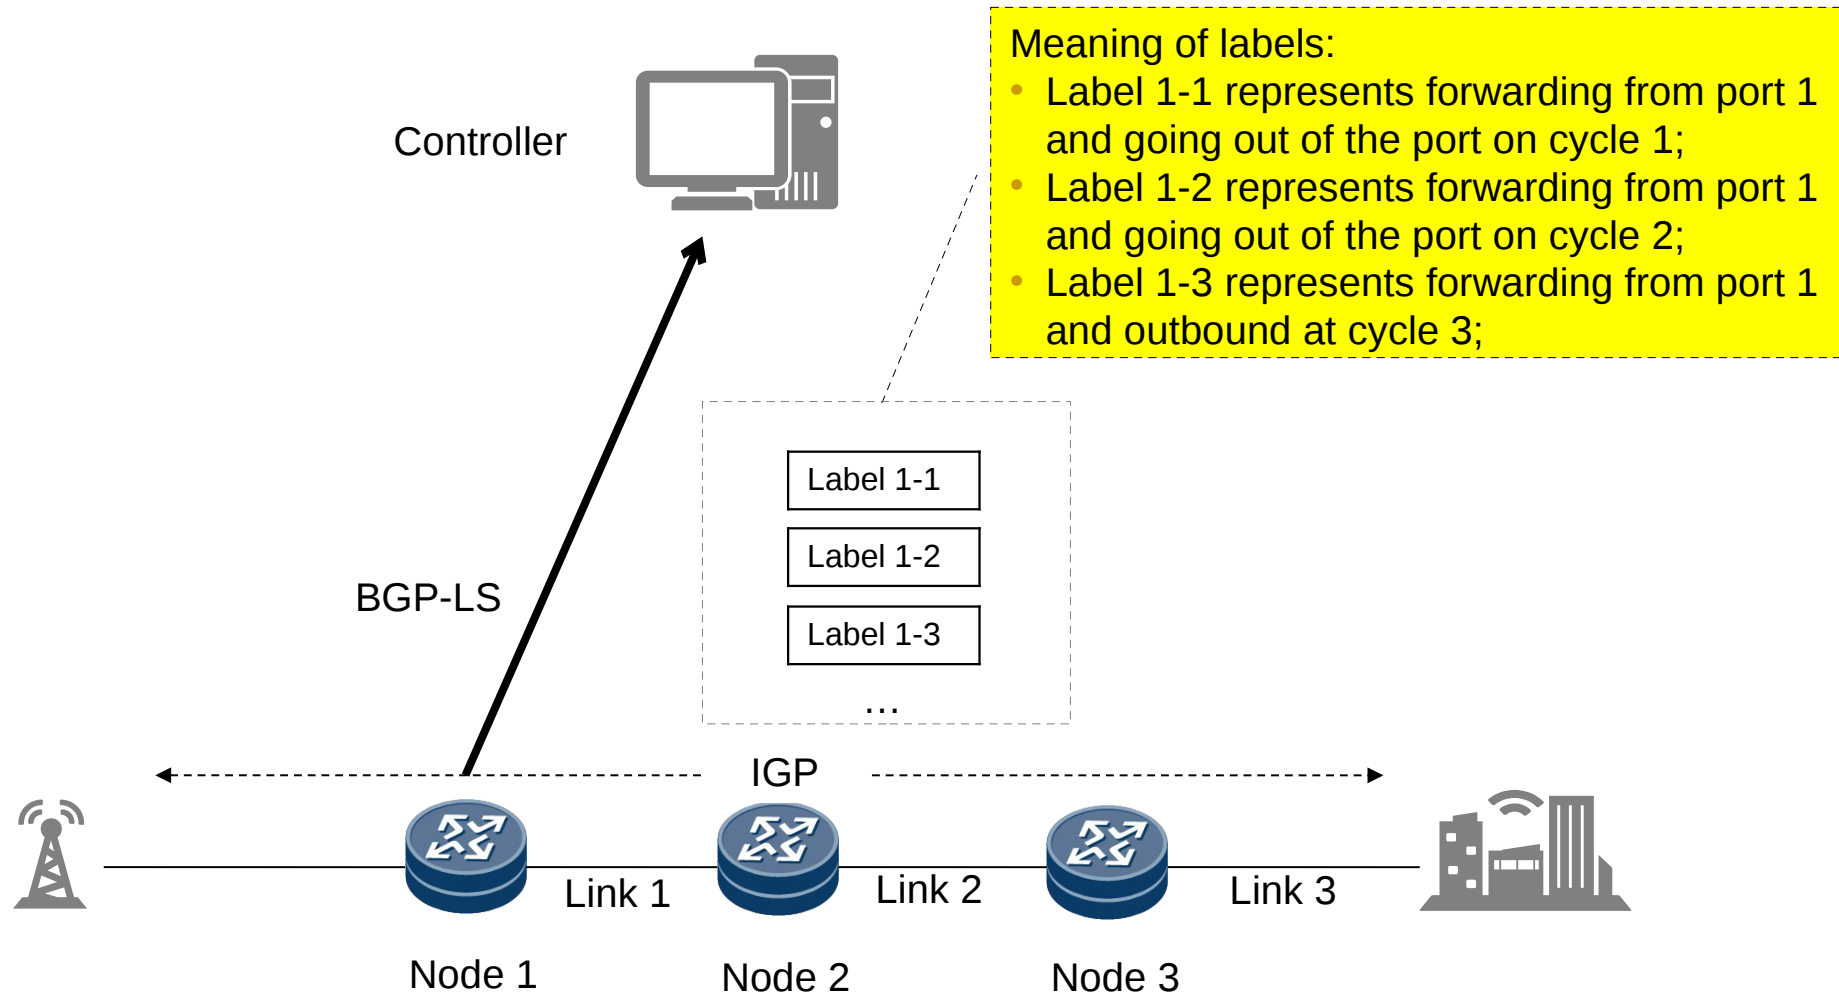 Meaning of labels:
• Label 1-1 represents forwarding from port 1
and going out of the port on cycle 1;
• Label 1-2 represents forwarding from port 1
and going out of the port on cycle 2;
• Label 1-3 represents forwarding from port 1
and outbound at cycle 3;
Controller
Label 1-1
Label 1-2
Label 1-3
...
BGP-LS
IGP
Link 1
Link 2
Link 3
Node 1
Node 2
Node 3